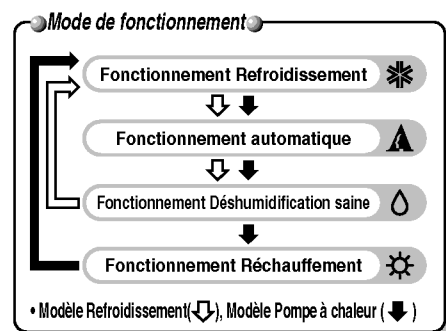 Mode de fonctionnement
Fonctionnement Refroidissement
Fonctionnement automatique
Fonctionnement Déshumidification saine
Fonctionnement Réchauffement
• Modèle Refroidissement(⇩), Modèle Pompe à chaleur (🡇)